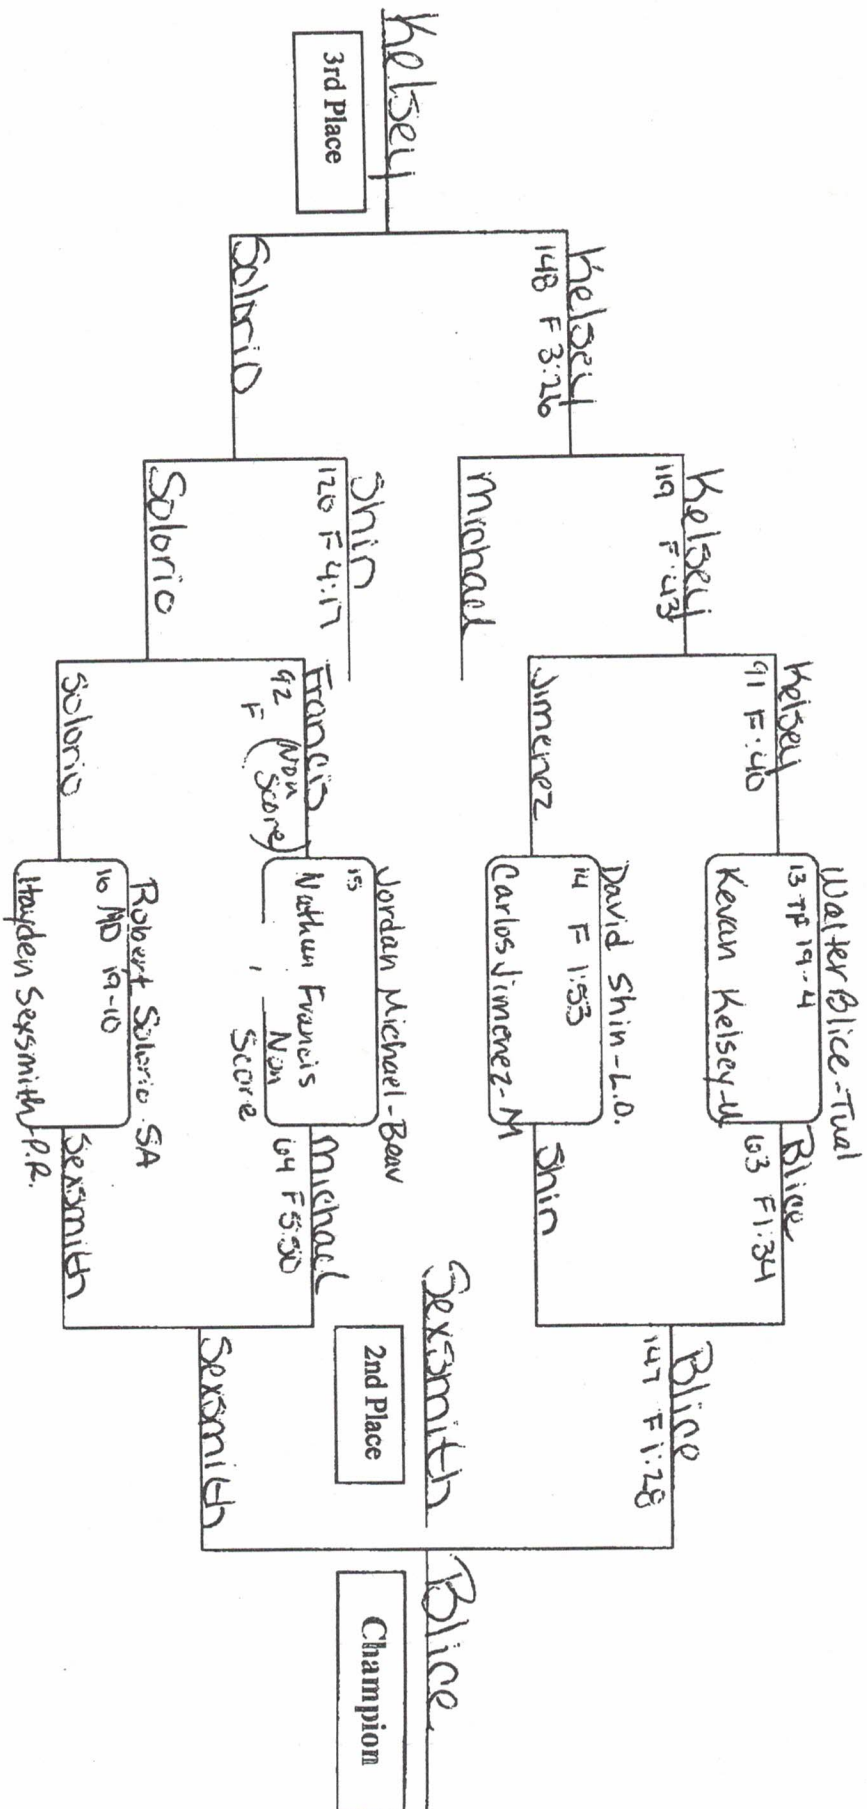 Kelsey
3rd Place
Kelsey
148 F 3:26
Solorio
Kelsey
119 F :43
Michael
Shin
120 F 4:17
Solorio
Kelsey
91 F :40
Jimenez
Francis
92 F (Non Score)
Solorio
Walter Blice - Tual
13 TF 19-4
Kevan Kelsey-W
David Shin-L.O.
14 F 1:53
Carlos Jimenez-M
Jordan Michael-Beav
15
Nathan Francis Non Score
Robert Solorio SA
16 MD 19-10
Hayden Sexsmith P.R.
Blice
63 F 1:34
Shin
Michael
64 F 5:50
Sexsmith
Blice
147 F 1:28
Sexsmith
Sexsmith
2nd Place
Blice
Champion